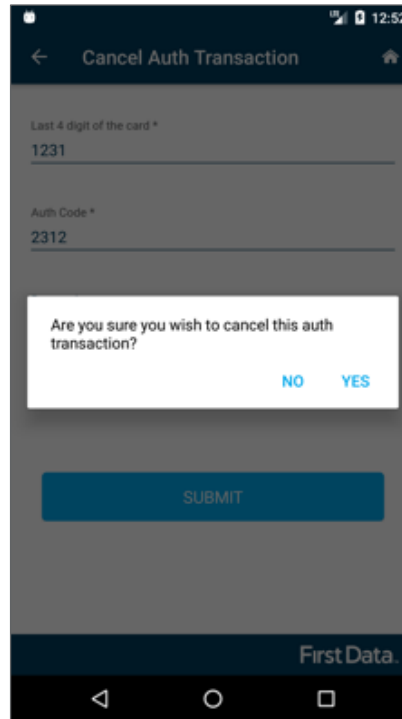 LTE 12:52
Cancel Auth Transaction
Last 4 digit of the card *
1231
Auth Code *
2312
Are you sure you wish to cancel this auth
transaction?
NO YES
SUBMIT
First Data.